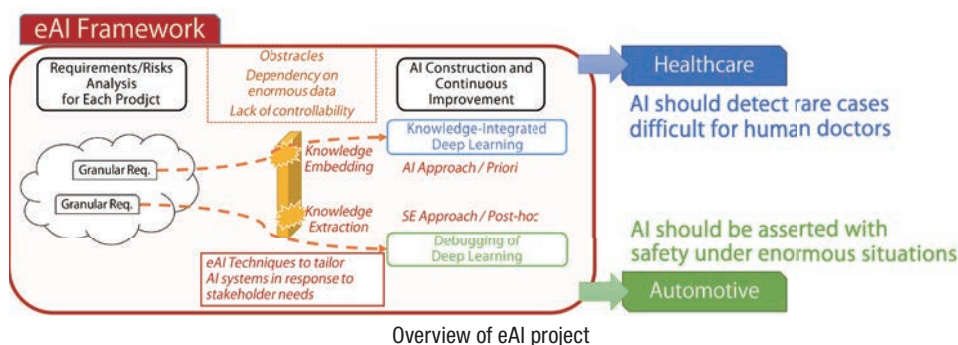 eAI Framework
Requirements/Risks
Analysis
for Each Prodjct
Obstacles
Dependency on
enormous data
Lack of controllability
AI Construction and
Continuous
Improvement
Granular Req.
Granular Req.
Knowledge
Embedding
Knowledge
Extraction
Knowledge-Integrated
Deep Learning
AI Approach / Priori
SE Approach / Post-hoc
Debugging of
Deep Learning
eAI Techniques to tailor
AI systems in response to
stakeholder needs
Healthcare
AI should detect rare cases
difficult for human doctors
AI should be asserted with
safety under enormous situations
Automotive
Overview of eAI project